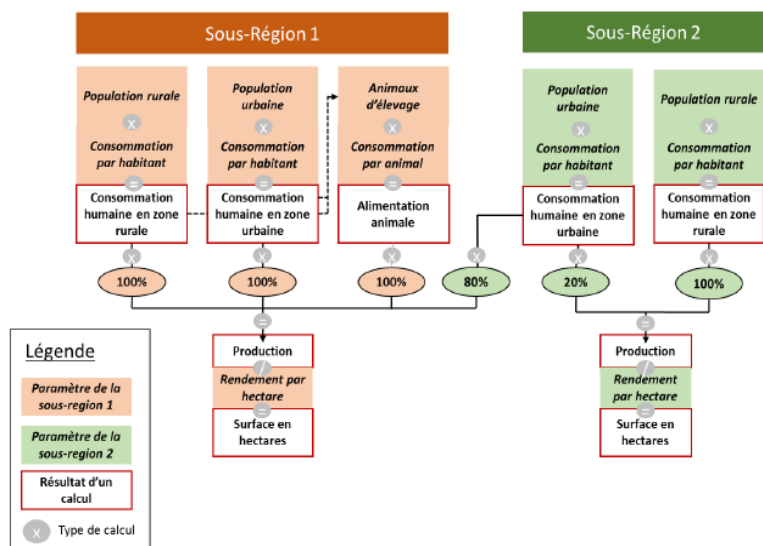 Sous-Région 1
Sous-Région 2
Population rurale
x
Consommation
par habitant
=
Consommation
humaine en zone
rurale
x
100%
Population
urbaine
x
Consommation
par habitant
=
Consommation
humaine en zone
urbaine
x
100%
Animaux
d'élevage
x
Consommation
par animal
=
Alimentation
animale
x
100%
x
80%
Population
urbaine
x
Consommation
par habitant
=
Consommation
humaine en zone
urbaine
x
20%
Population rurale
x
Consommation
par habitant
=
Consommation
humaine en zone
rurale
x
100%
=
Production
/
Rendement par
hectare
=
Surface en
hectares
=
Production
/
Rendement
par hectare
=
Surface en
hectares
Légende
Paramètre de la
sous-region 1
Paramètre de la
sous-region 2
Résultat d'un
calcul
x
Type de calcul